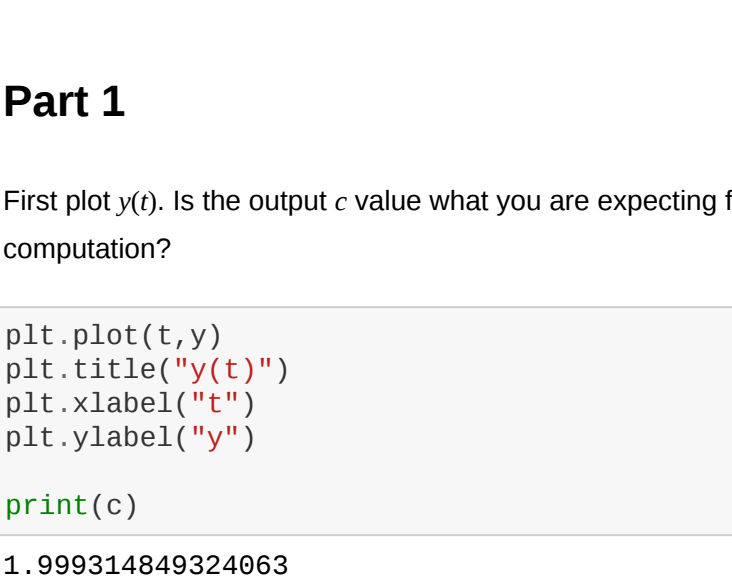 Part 1
First plot y(t). Is the output c value what you are expecting
computation?
plt.plot(t,y)
plt.title("y(t)")
plt.xlabel("t")
plt.ylabel("y")
print(c)
1.999314849324063